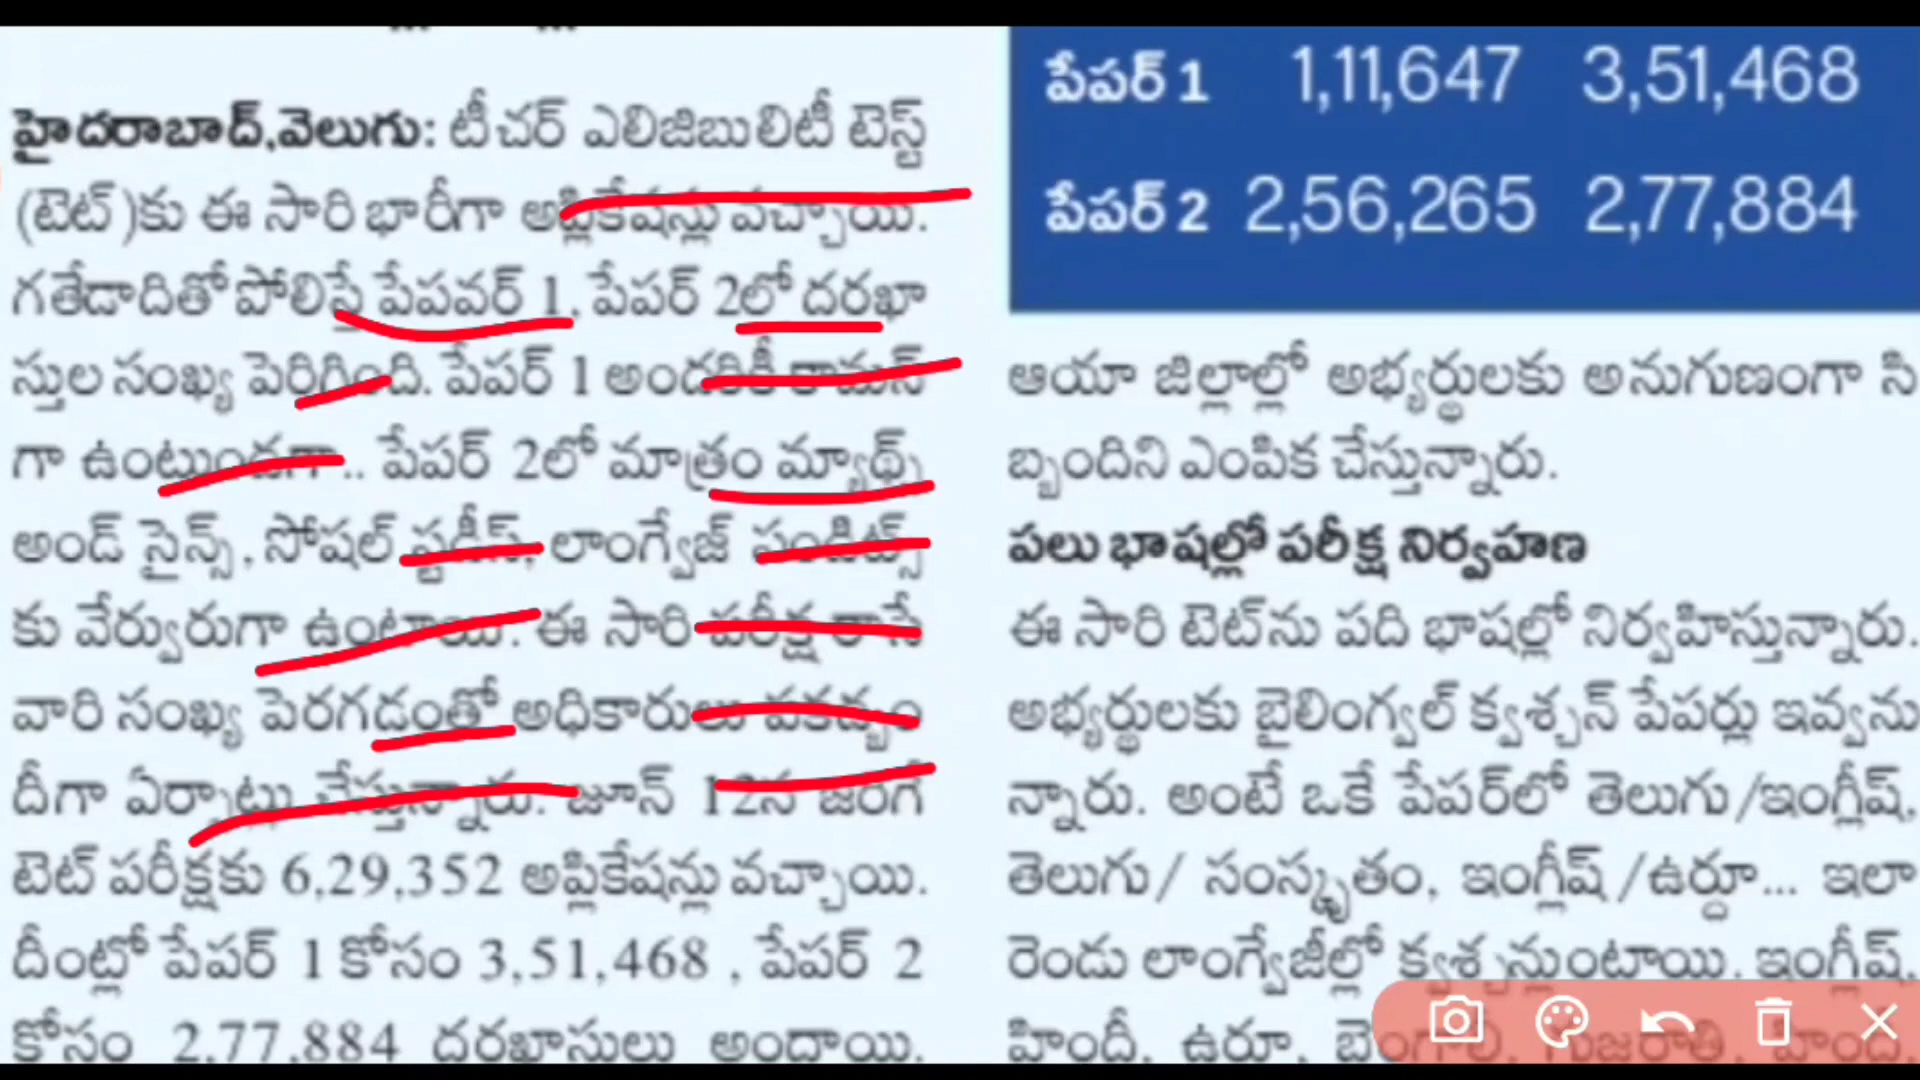 హైదరాబాద్,వెలుగు: టీచర్ ఎలిజిబులిటీ టెస్ట్
(టెట్)కు ఈ సారి భారీగా అప్లికేషన్లు వచ్చాయి.
గతేడాదితో పోలిస్తే పేపవర్ 1, పేపర్ 2లో దరఖా
స్తుల సంఖ్య పెరిగింది. పేపర్ 1 అందరికీ కామన్
గా ఉంటుండగా.. పేపర్ 2లో మాత్రం మ్యాథ్స్
అండ్ సైన్స్, సోషల్ స్టడీస్, లాంగ్వేజ్ పండిట్స్
కు వేర్వురుగా ఉంటాయి. ఈ సారి పరీక్ష రాసే
వారి సంఖ్య పెరగడంతో అధికారులు పకడ్బం
దీగా ఏర్పాట్లు చేస్తున్నారు. జూన్ 12న జరిగే
టెట్ పరీక్షకు 6,29,352 అప్లికేషన్లు వచ్చాయి.
దీంట్లో పేపర్ 1 కోసం 3,51,468 , పేపర్ 2
కోసం 2,77,884 దరఖాస్తులు అందాయి.
పేపర్ 1 1,11,647 3,51,468
పేపర్ 2 2,56,265 2,77,884
ఆయా జిల్లాల్లో అభ్యర్థులకు అనుగుణంగా సి
బ్బందిని ఎంపిక చేస్తున్నారు.
పలు భాషల్లో పరీక్ష నిర్వహణ
ఈ సారి టెట్‌ను పది భాషల్లో నిర్వహిస్తున్నారు.
అభ్యర్థులకు బైలింగ్వల్ క్వశ్చన్ పేపర్లు ఇవ్వను
న్నారు. అంటే ఒకే పేపర్‌లో తెలుగు/ఇంగ్లీష్,
తెలుగు/ సంస్కృతం, ఇంగ్లీష్ /ఉర్దూ... ఇలా
రెండు లాంగ్వేజీల్లో క్వశ్చన్లుంటాయి. ఇంగ్లీష్,
హిందీ, ఉర్దూ, బెంగాలీ, గుజరాతి, హిందీ,